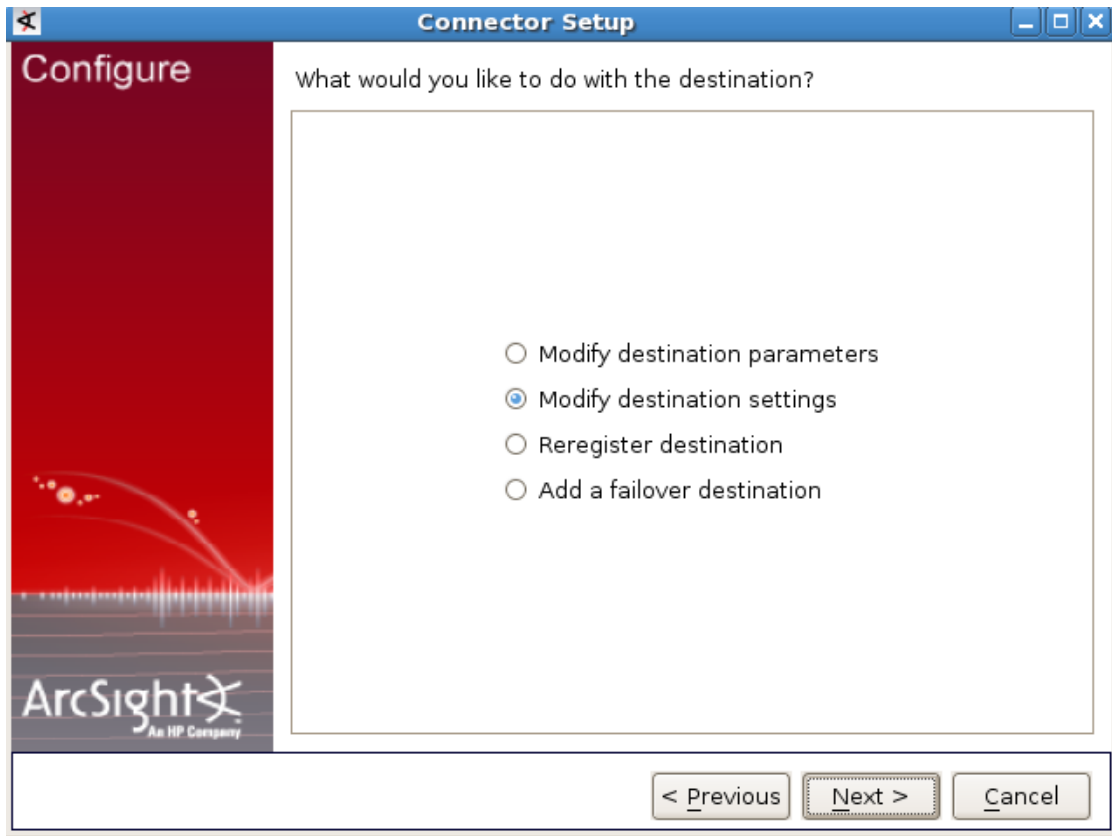 Connector Setup
Configure
What would you like to do with the destination?
Modify destination parameters
Modify destination settings
Reregister destination
Add a failover destination
ArcSight
An HP Company
< Previous
Next >
Cancel